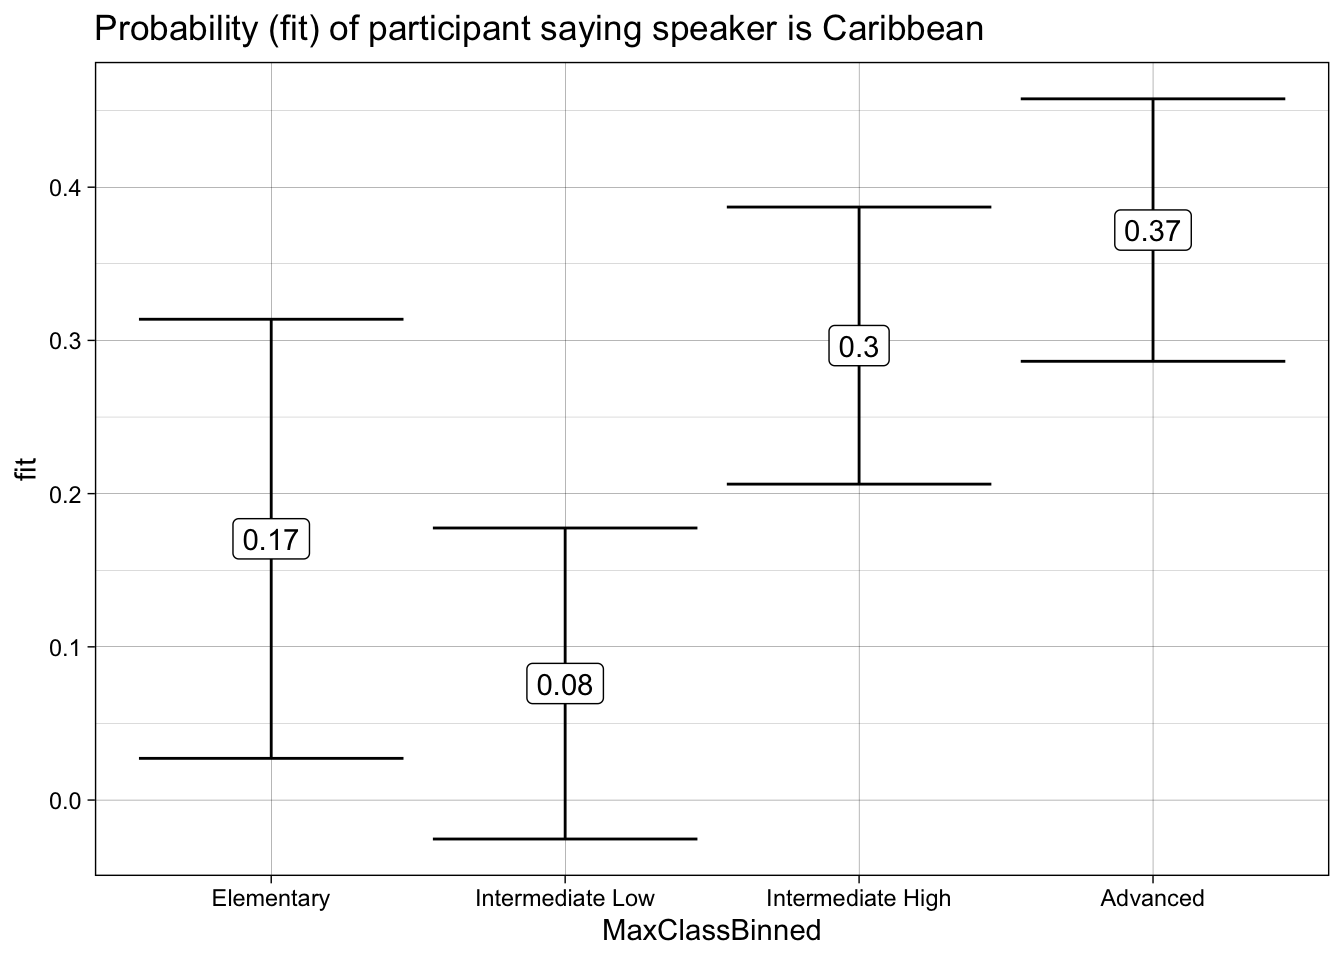 Probability (fit) of participant saying speaker is Caribbean
fit
0.4
0.3
0.2
0.1
0.0
0.17
0.08
0.3
0.37
Elementary
Intermediate Low
Intermediate High
Advanced
MaxClassBinned